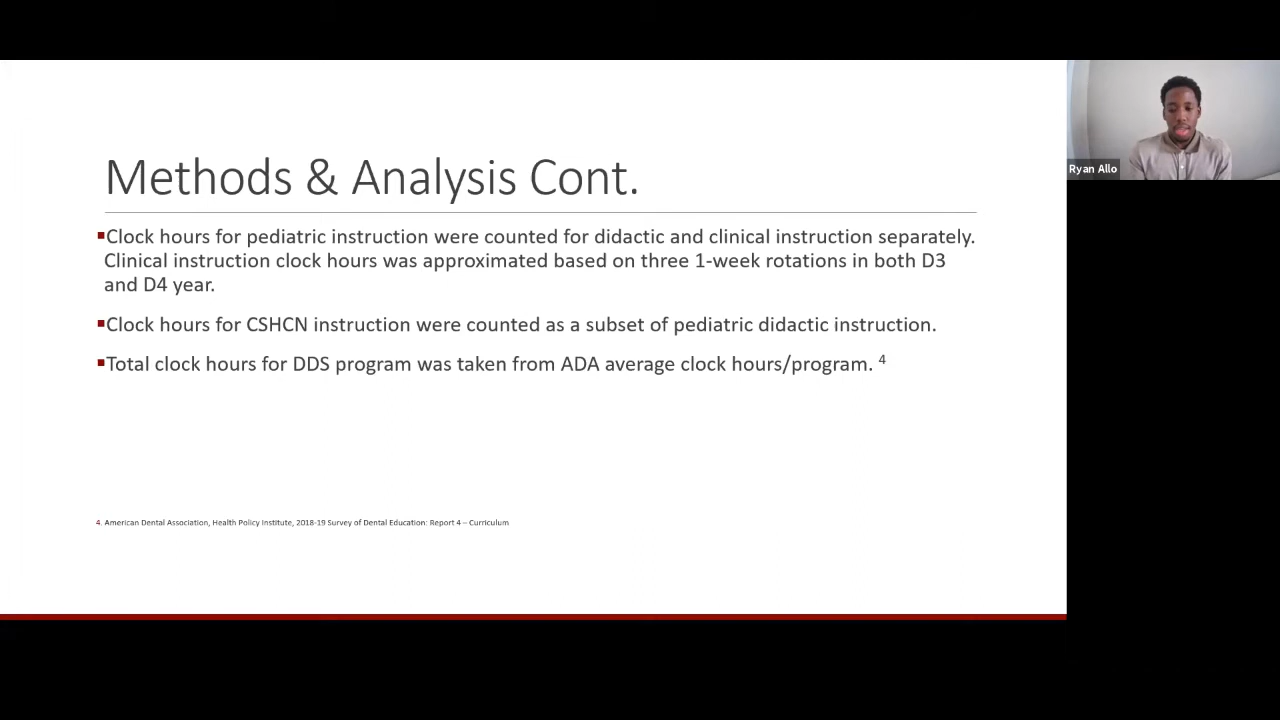 Methods & Analysis Cont.
▪Clock hours for pediatric instruction were counted for didactic and clinical instruction separately.
Clinical instruction clock hours was approximated based on three 1-week rotations in both D3
and D4 year.
▪Clock hours for CSHCN instruction were counted as a subset of pediatric didactic instruction.
▪Total clock hours for DDS program was taken from ADA average clock hours/program. 4
4. American Dental Association, Health Policy Institute, 2018-19 Survey of Dental Education: Report 4 – Curriculum
Ryan Allo